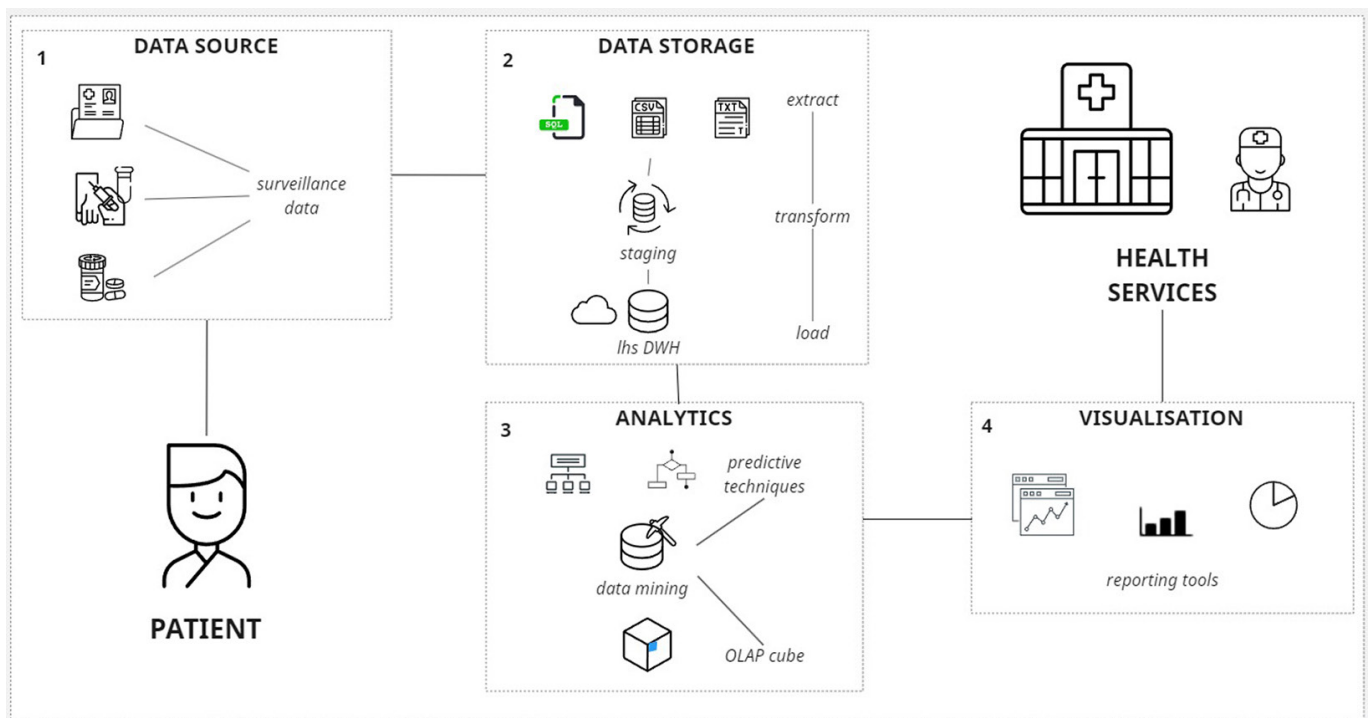 1
DATA SOURCE
surveillance
data
2
DATA STORAGE
SQL
CSV
TXT
T
extract
transform
load
staging
lhs DWH
HEALTH
SERVICES
PATIENT
3
ANALYTICS
predictive
techniques
data mining
OLAP cube
4
VISUALISATION
reporting tools